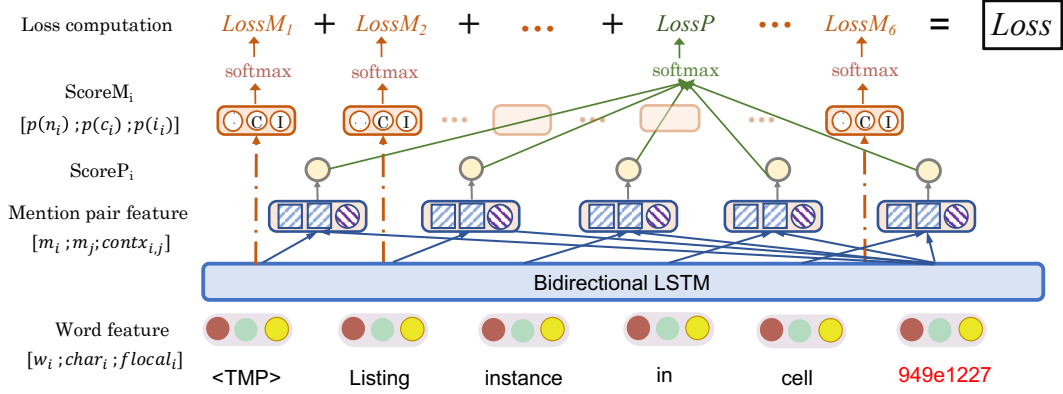 Loss computation LossM₁ + LossM₂ + ... + LossP ... LossM₆ = Loss
softmax softmax softmax softmax
ScoreMᵢ
[p(nᵢ) ;p(cᵢ) ;p(iᵢ)] C I C I ... ... ... C I
ScorePᵢ
Mention pair feature
[mᵢ ; mⱼ; contxᵢ,ⱼ]
Bidirectional LSTM
Word feature
[wᵢ ; charᵢ ; flocalᵢ]
<TMP> Listing instance in cell 949e1227